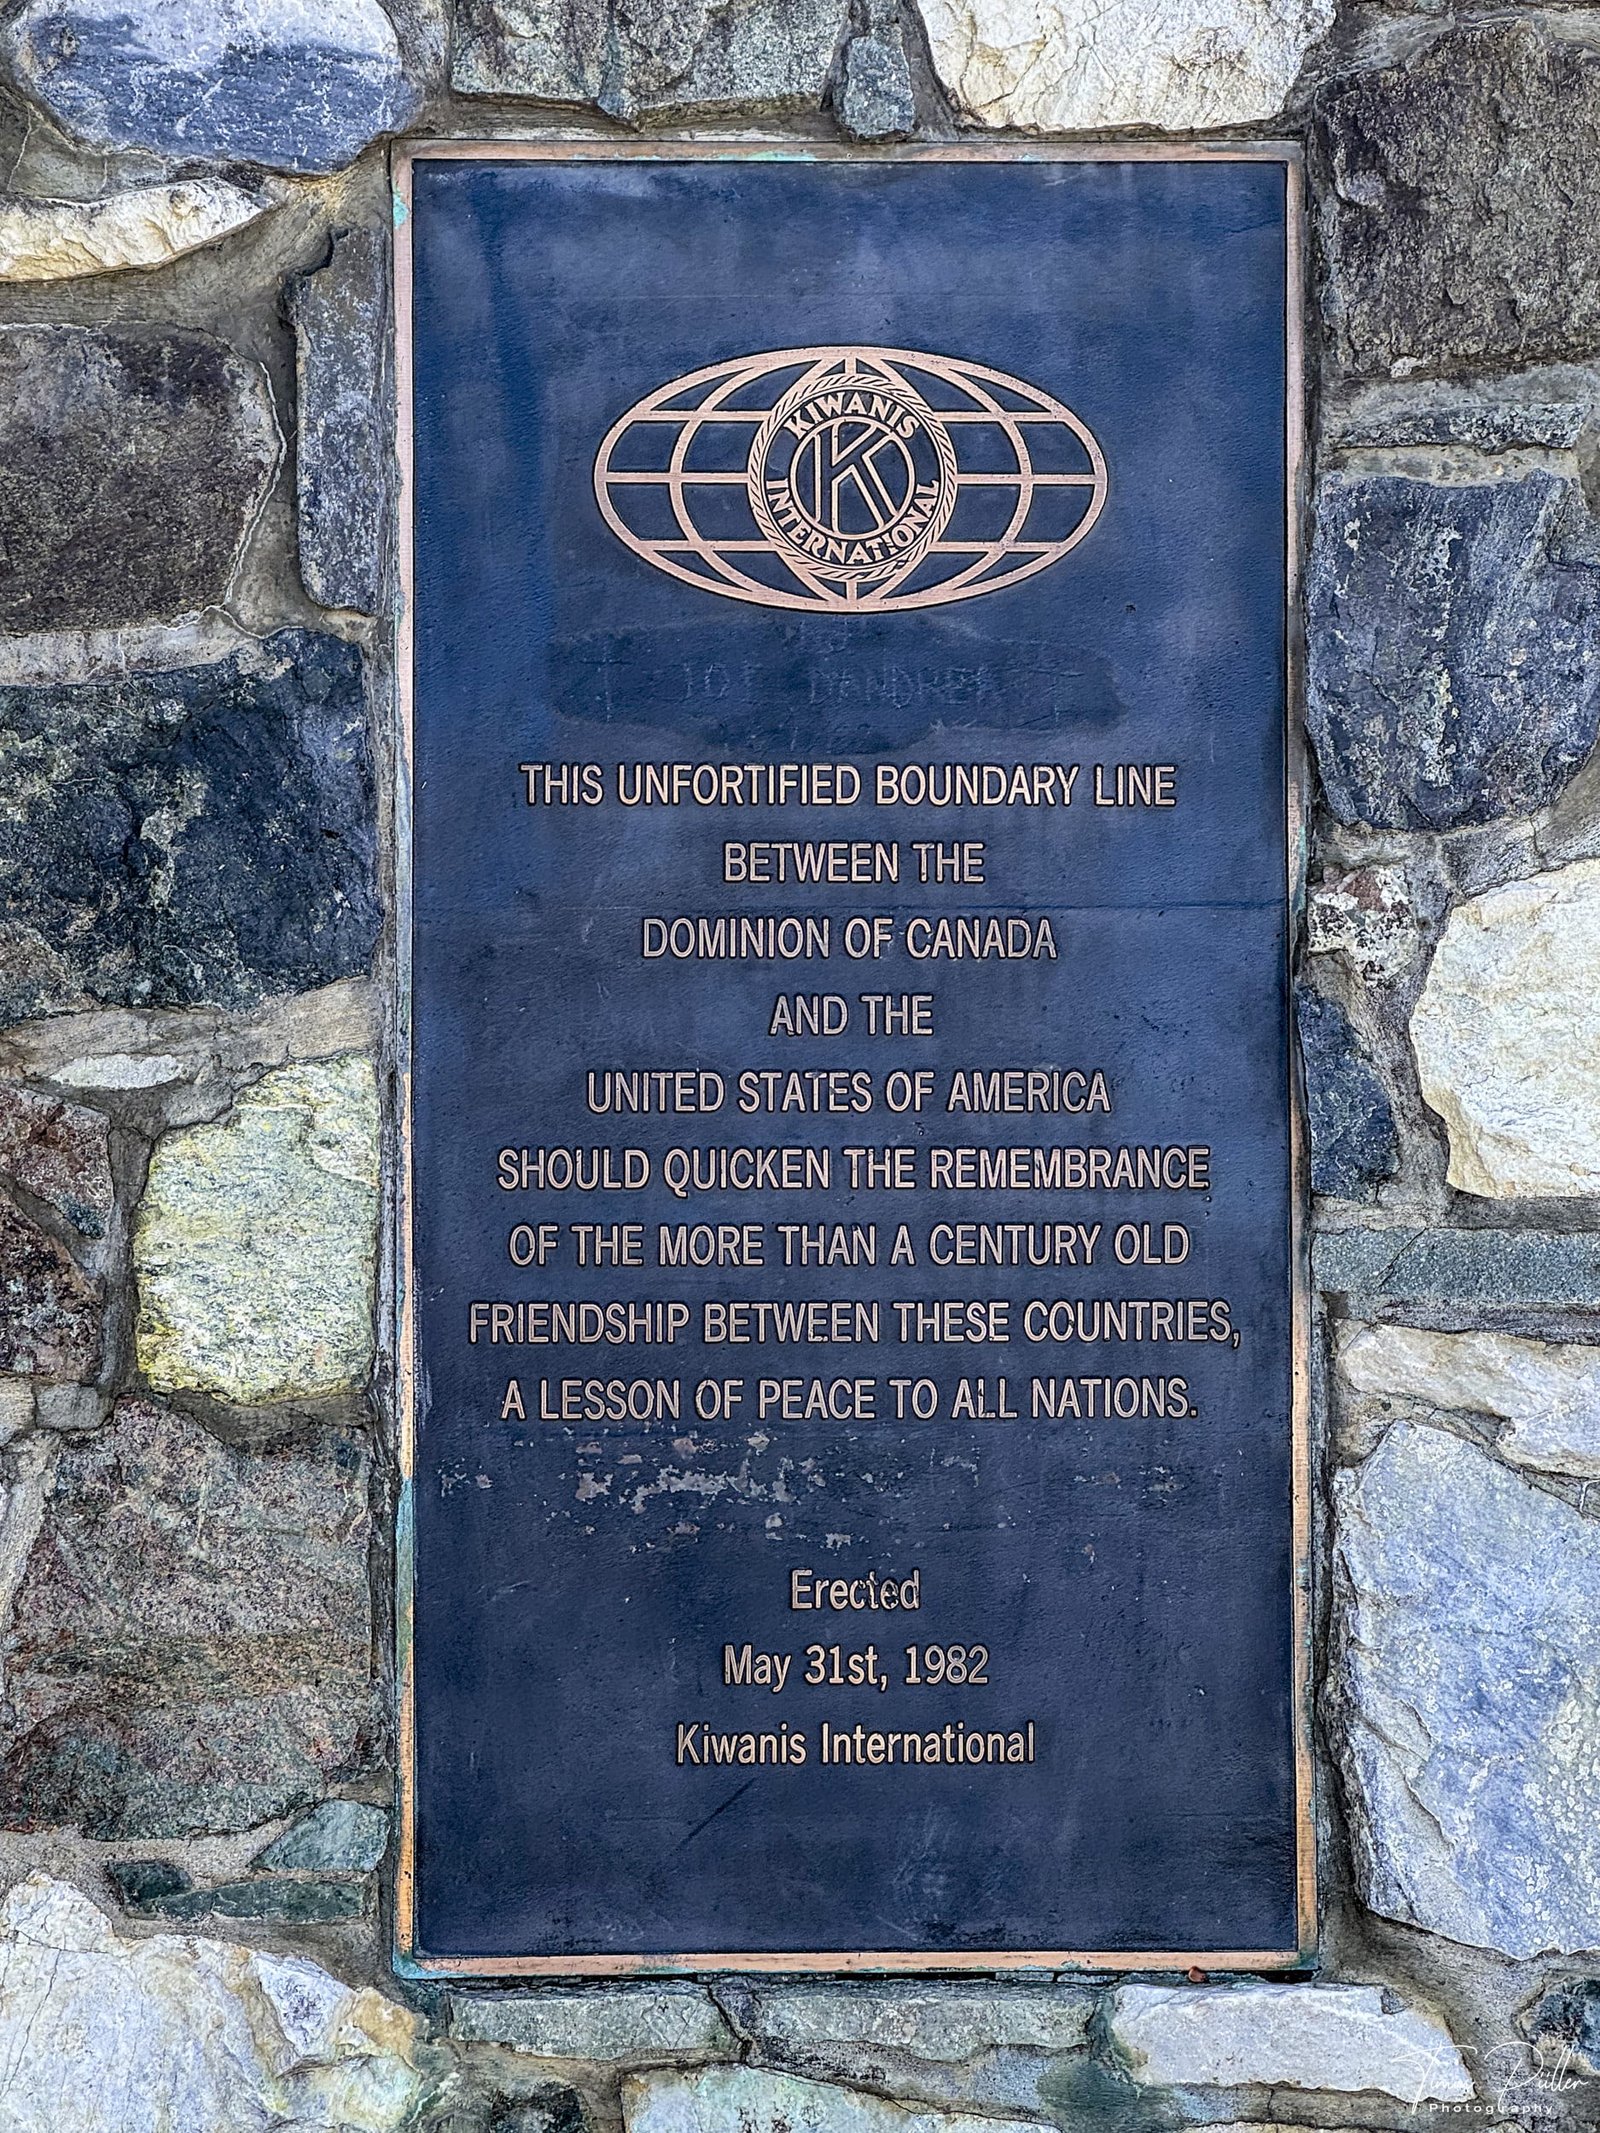 KIWANIS
K
INTERNATIONAL
THIS UNFORTIFIED BOUNDARY LINE
BETWEEN THE
DOMINION OF CANADA
AND THE
UNITED STATES OF AMERICA
SHOULD QUICKEN THE REMEMBRANCE
OF THE MORE THAN A CENTURY OLD
FRIENDSHIP BETWEEN THESE COUNTRIES,
A LESSON OF PEACE TO ALL NATIONS.
Erected
May 31st, 1982
Kiwanis International
Photography